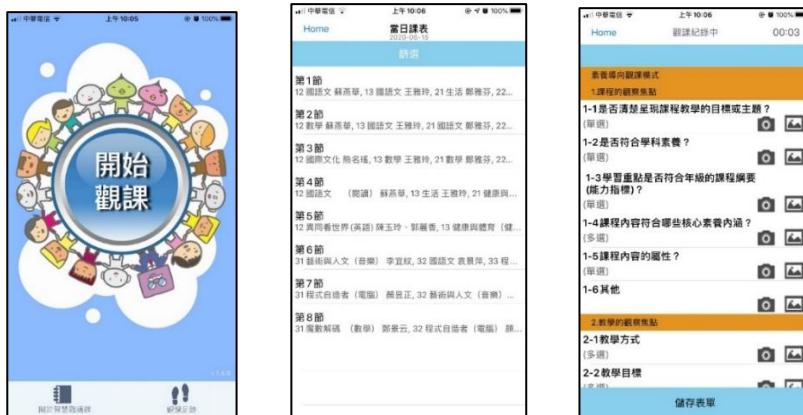 中華電信
上午10:05
100%
開始
觀課
中華電信
上午10:06
100%
Home
當日課表
2020-06-15
篩選
第1節
12 國語文 蘇燕華, 13 國語文 王雅玲, 21 生活 鄭雅芬, 22...
第2節
12 數學 蘇燕華, 13 國語文 王雅玲, 21 國語文 鄭雅芬, 22...
第3節
12 國際文化 熊名瑤, 13 數學 王雅玲, 21 數學 鄭雅芬, 22...
第4節
12 國語文 （閱讀） 蘇燕華, 13 生活 王雅玲, 21 健康與...
第5節
12 異同看世界(英語) 陳玉玲、郭麗香, 13 健康與體育（健...
第6節
31 藝術與人文（音樂） 李宜紋, 32 國語文 袁景萍, 33 程...
第7節
31 程式自造者（電腦） 顏昱正, 32 藝術與人文（音樂）...
第8節
31 魔數解碼 （數學） 鄭景云, 32 程式自造者（電腦） 顏...
中華電信
上午10:06
100%
Home
觀課紀錄中
00:03
素養導向觀課模式
1.課程的觀察焦點
1-1是否清楚呈現課程教學的目標或主題？
(單選)
1-2是否符合學科素養？
(單選)
1-3學習重點是否符合年級的課程綱要
(能力指標)？
(單選)
1-4課程內容符合哪些核心素養內涵？
(多選)
1-5課程內容的屬性？
(單選)
1-6其他
2.教學的觀察焦點
2-1教學方式
(多選)
2-2教學目標
儲存表單